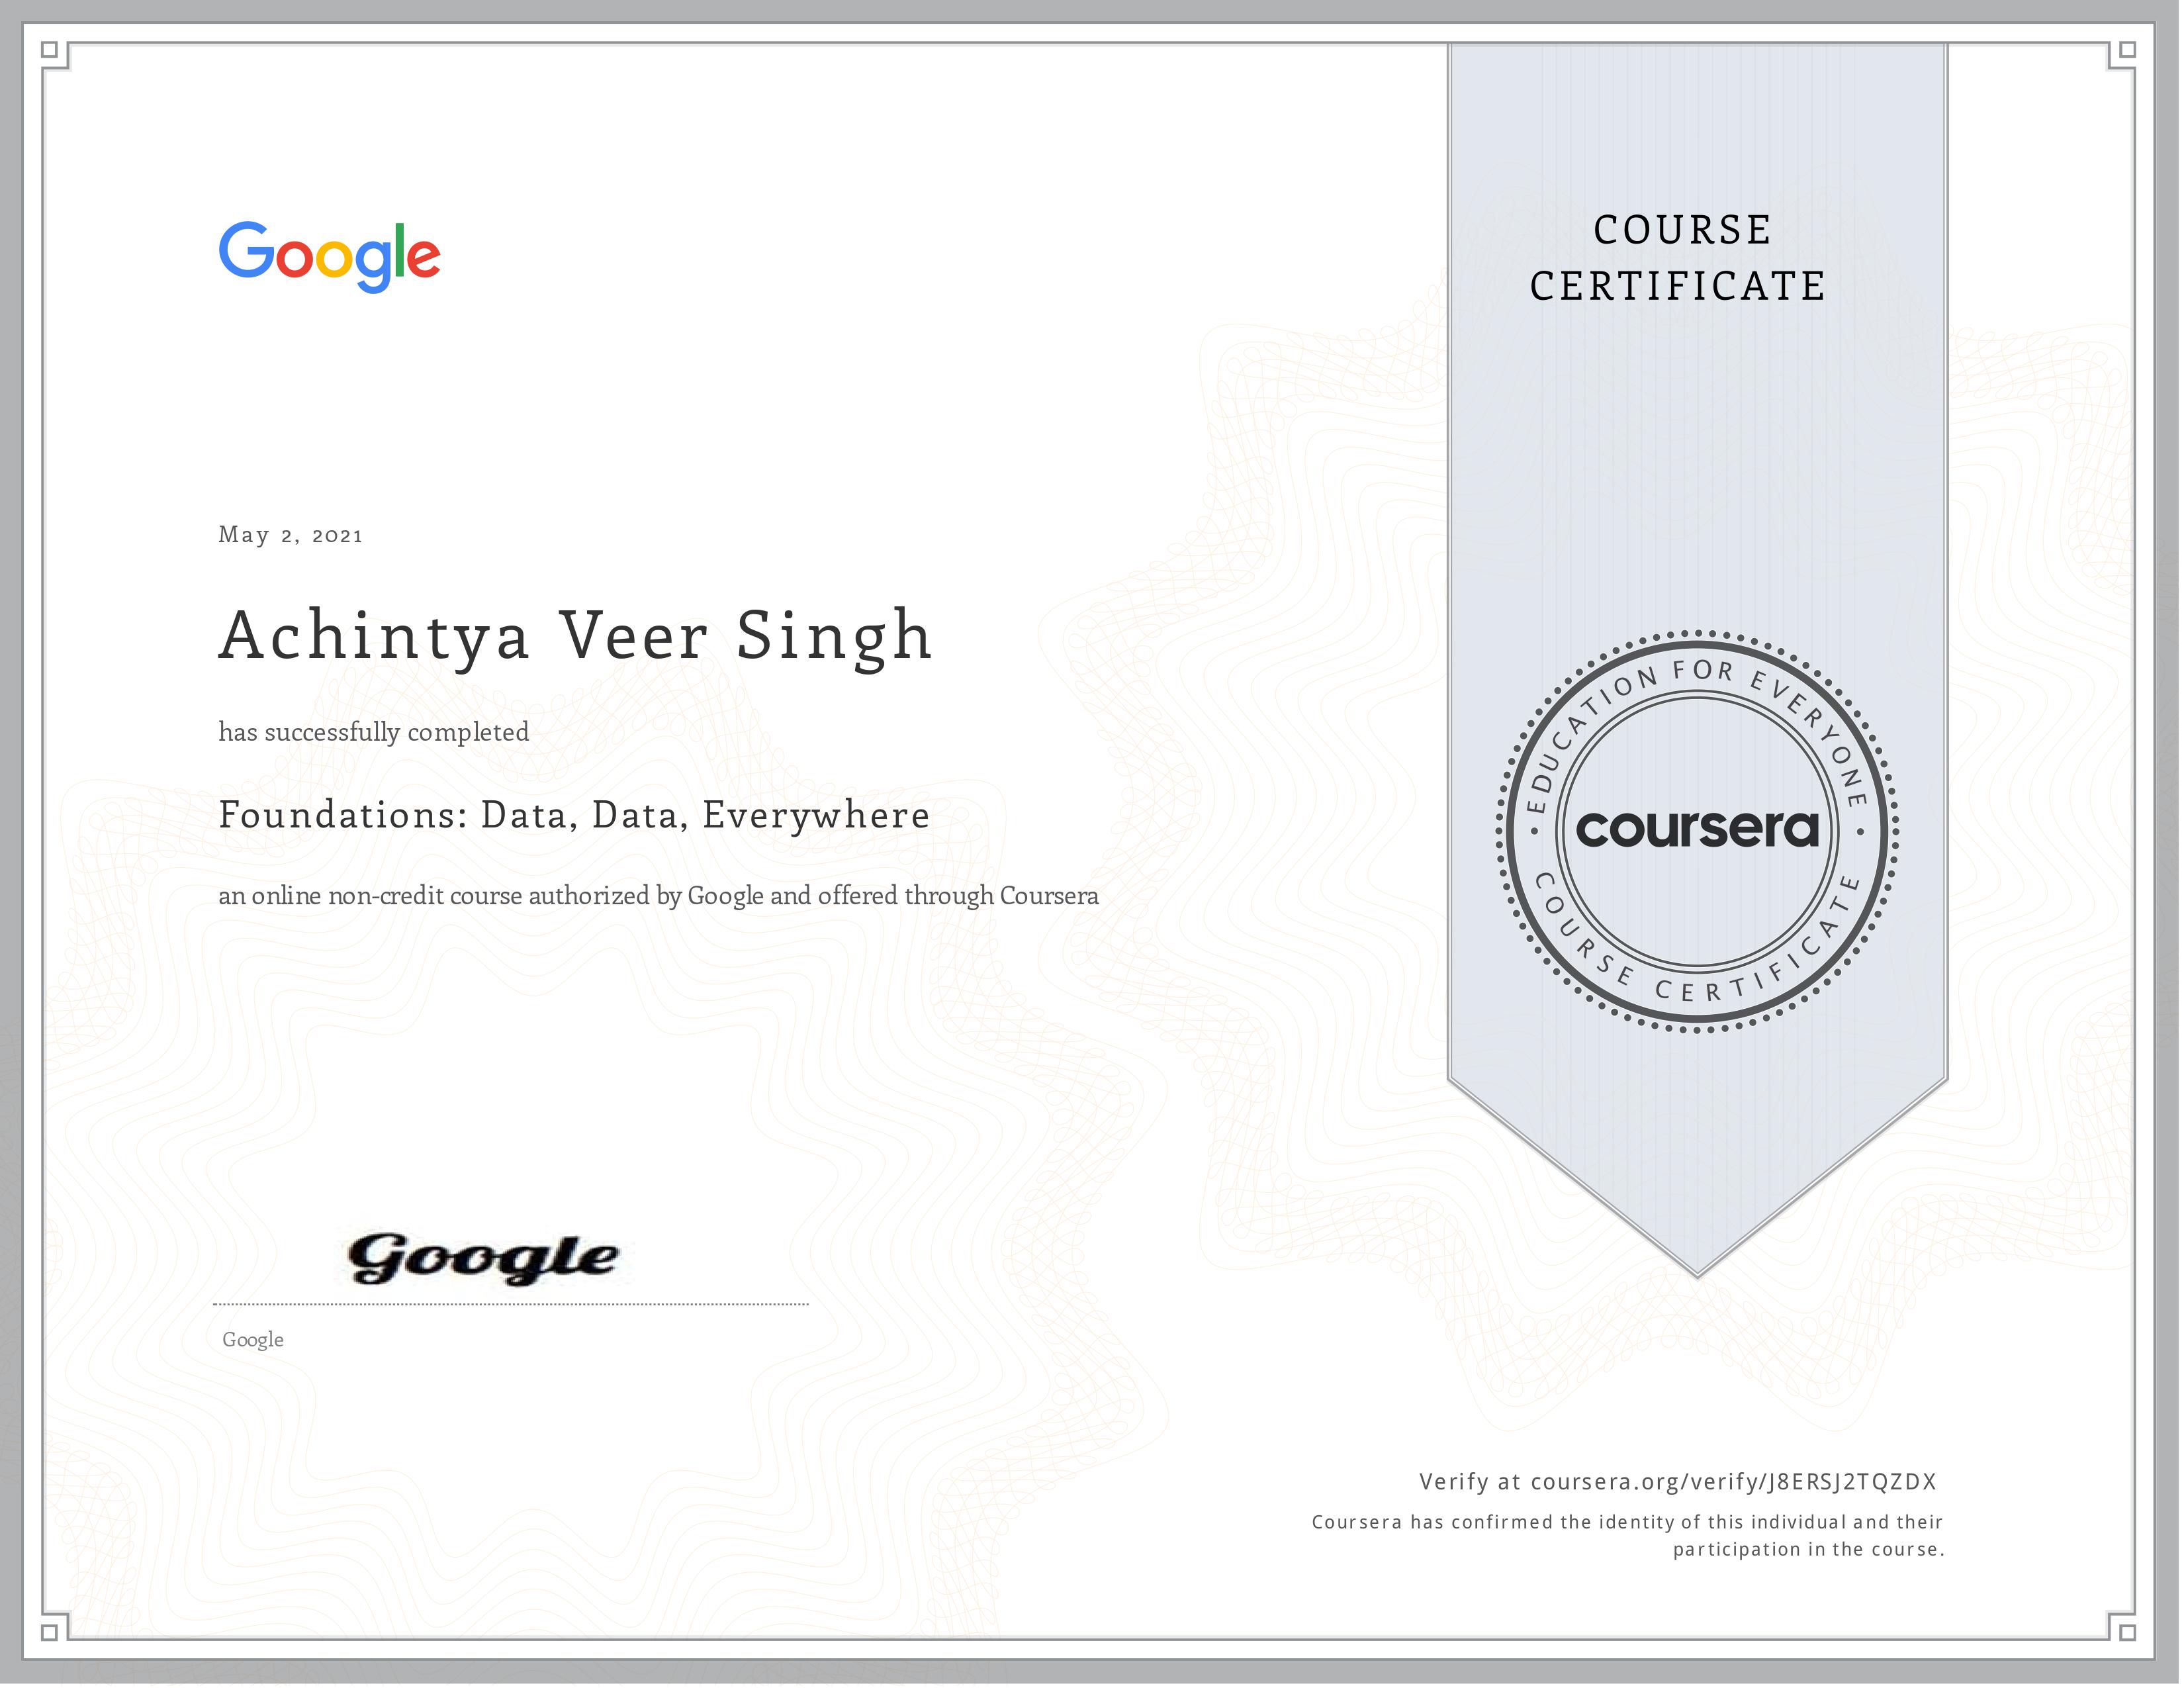 Google
COURSE
CERTIFICATE
May 2, 2021
Achintya Veer Singh
has successfully completed
Foundations: Data, Data, Everywhere
an online non-credit course authorized by Google and offered through Coursera
EDUCATION FOR EVERYONE
coursera
COURSE CERTIFICATE
Google
Google
Verify at coursera.org/verify/J8ERSJ2TQZDX
Coursera has confirmed the identity of this individual and their
participation in the course.